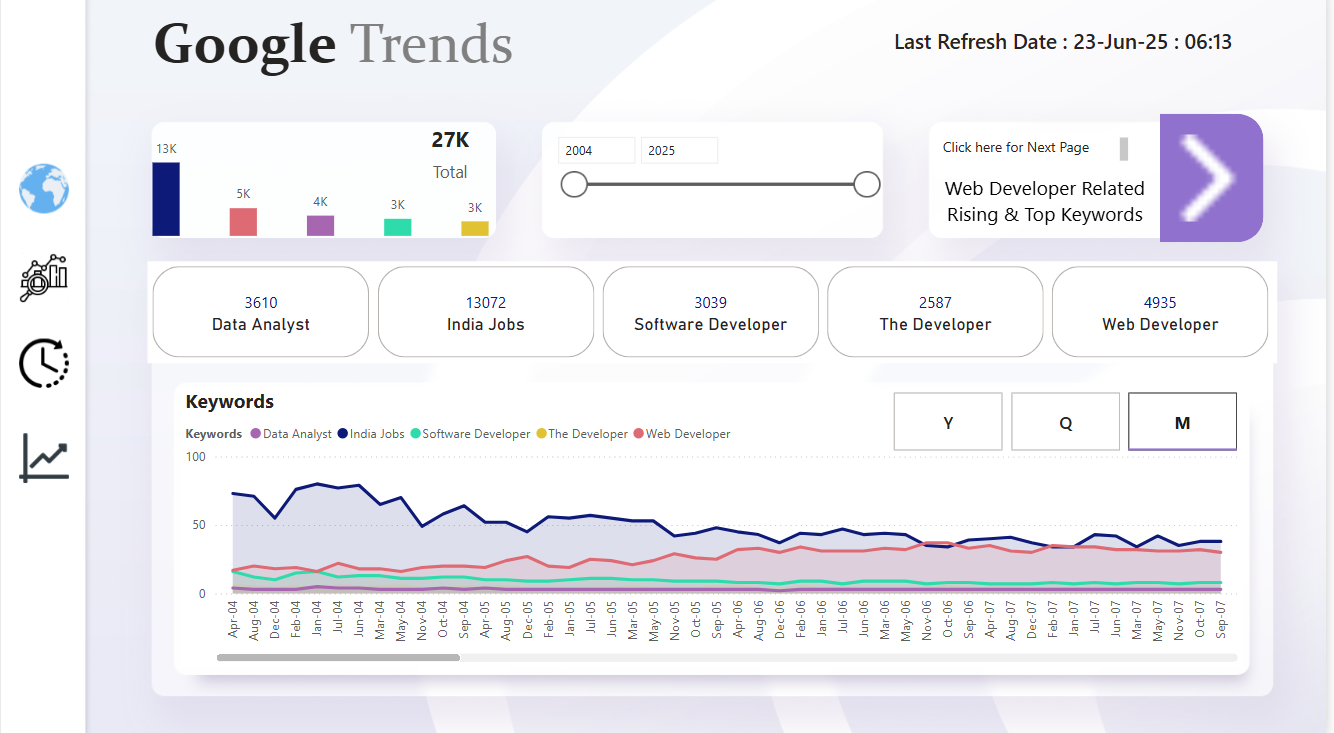 Google Trends
Last Refresh Date : 23-Jun-25 : 06:13
13K
5K
4K
3K
3K
27K
Total
2004
2025
Click here for Next Page
Web Developer Related
Rising & Top Keywords
3610
Data Analyst
13072
India Jobs
3039
Software Developer
2587
The Developer
4935
Web Developer
Keywords
Y
Q
M
Keywords Data Analyst India Jobs Software Developer The Developer Web Developer
100
50
0
Apr-04
Aug-04
Dec-04
Feb-04
Jan-04
Jul-04
Jun-04
Mar-04
May-04
Nov-04
Oct-04
Sep-04
Apr-05
Aug-05
Dec-05
Feb-05
Jan-05
Jul-05
Jun-05
Mar-05
May-05
Nov-05
Oct-05
Sep-05
Apr-06
Aug-06
Dec-06
Feb-06
Jan-06
Jul-06
Jun-06
Mar-06
May-06
Nov-06
Oct-06
Sep-06
Apr-07
Aug-07
Dec-07
Feb-07
Jan-07
Jul-07
Jun-07
Mar-07
May-07
Nov-07
Oct-07
Sep-07